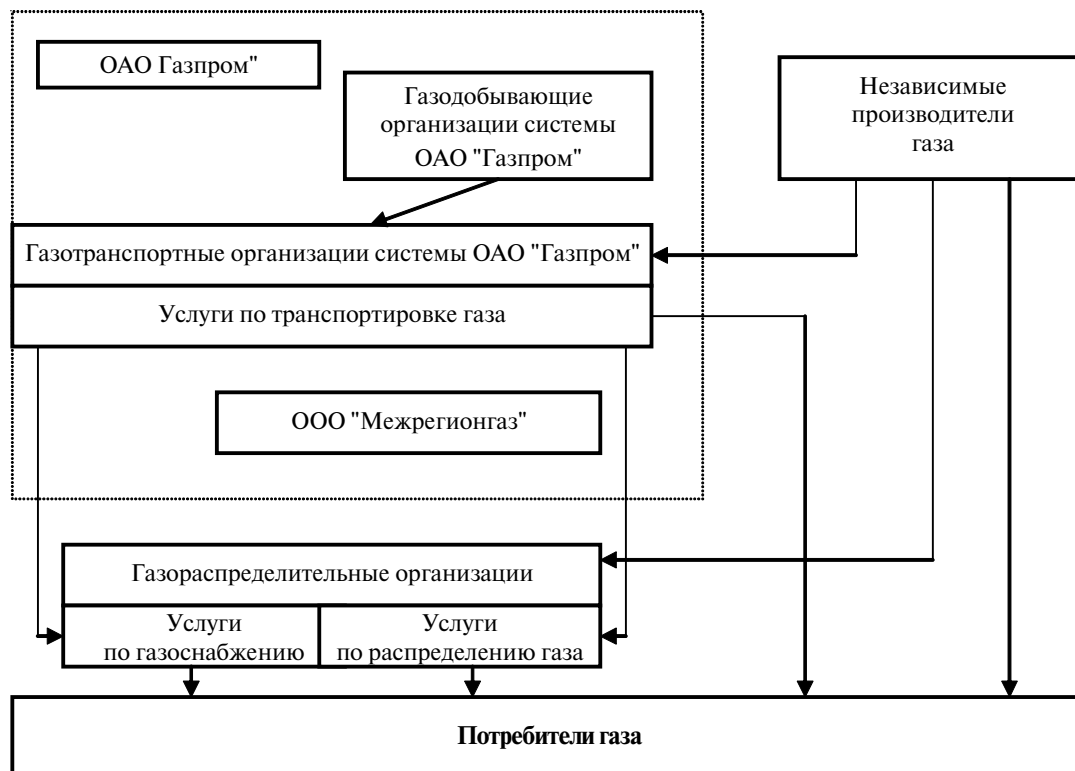 ОАО Газпром"
Газодобывающие
организации системы
ОАО "Газпром"
Независимые
производители
газа
Газотранспортные организации системы ОАО "Газпром"
Услуги по транспортировке газа
ООО "Межрегионгаз"
Газораспределительные организации
Услуги
по газоснабжению
Услуги
по распределению газа
Потребители газа